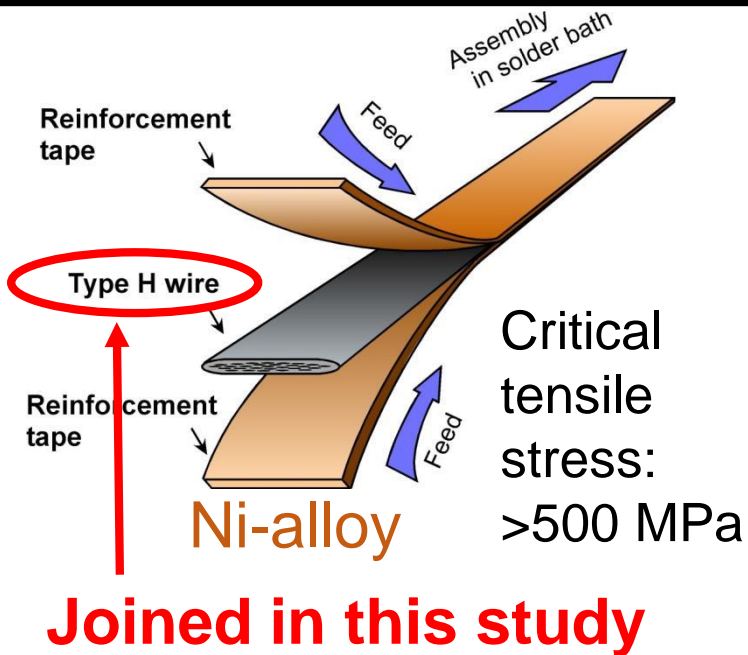 Assembly
in solder bath
Reinforcement
tape
Feed
Type H wire
Critical
tensile
stress:
>500 MPa
Reinforcement
tape
Feed
Ni-alloy
Joined in this study